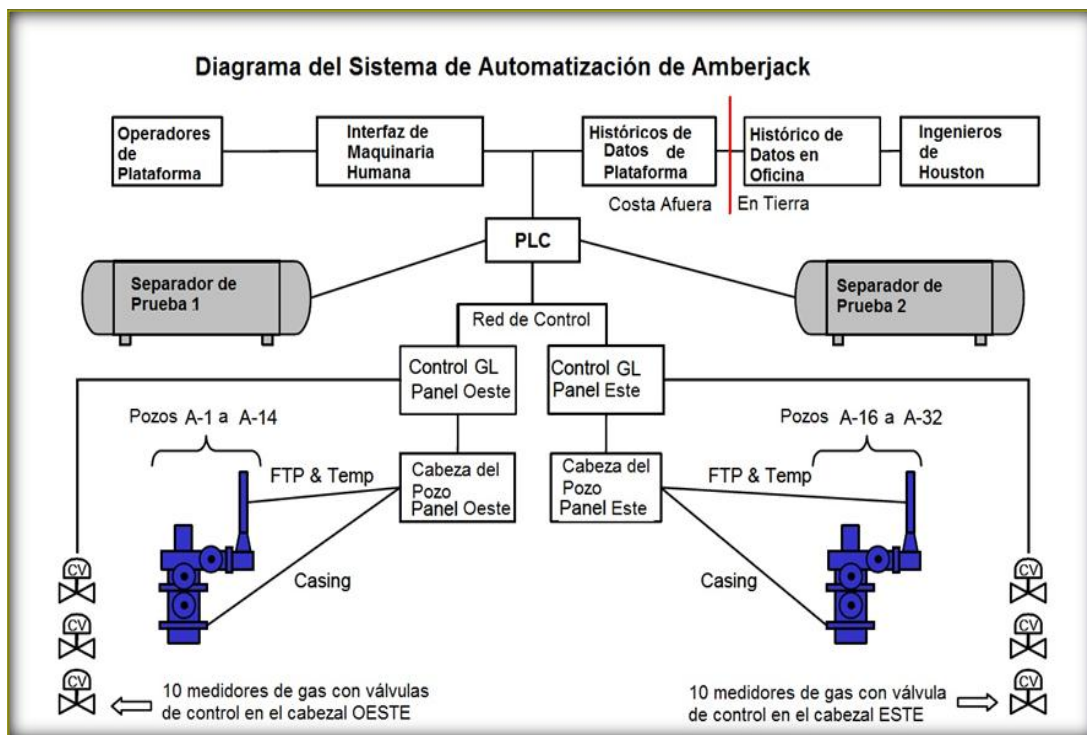 Diagrama del Sistema de Automatización de Amberjack
Operadores
de
Plataforma
Interfaz de
Maquinaria
Humana
Históricos de
Datos de
Plataforma
Histórico de
Datos en
Oficina
Ingenieros
de
Houston
Costa Afuera
En Tierra
PLC
Separador de
Prueba 1
Separador de
Prueba 2
Red de Control
Control GL
Panel Oeste
Control GL
Panel Este
Pozos A-1 a A-14
Pozos A-16 a A-32
FTP & Temp
Cabeza del
Pozo
Panel Oeste
Cabeza del
Pozo
Panel Este
FTP & Temp
Casing
Casing
CV
CV
CV
CV
CV
CV
10 medidores de gas con válvulas
de control en el cabezal OESTE
10 medidores de gas con válvula
de control en el cabezal ESTE